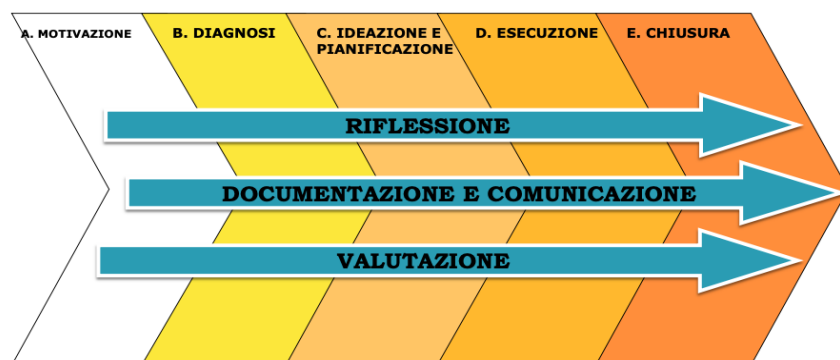 A. MOTIVAZIONE
B. DIAGNOSI
C. IDEAZIONE E
PIANIFICAZIONE
D. ESECUZIONE
E. CHIUSURA
RIFLESSIONE
DOCUMENTAZIONE E COMUNICAZIONE
VALUTAZIONE